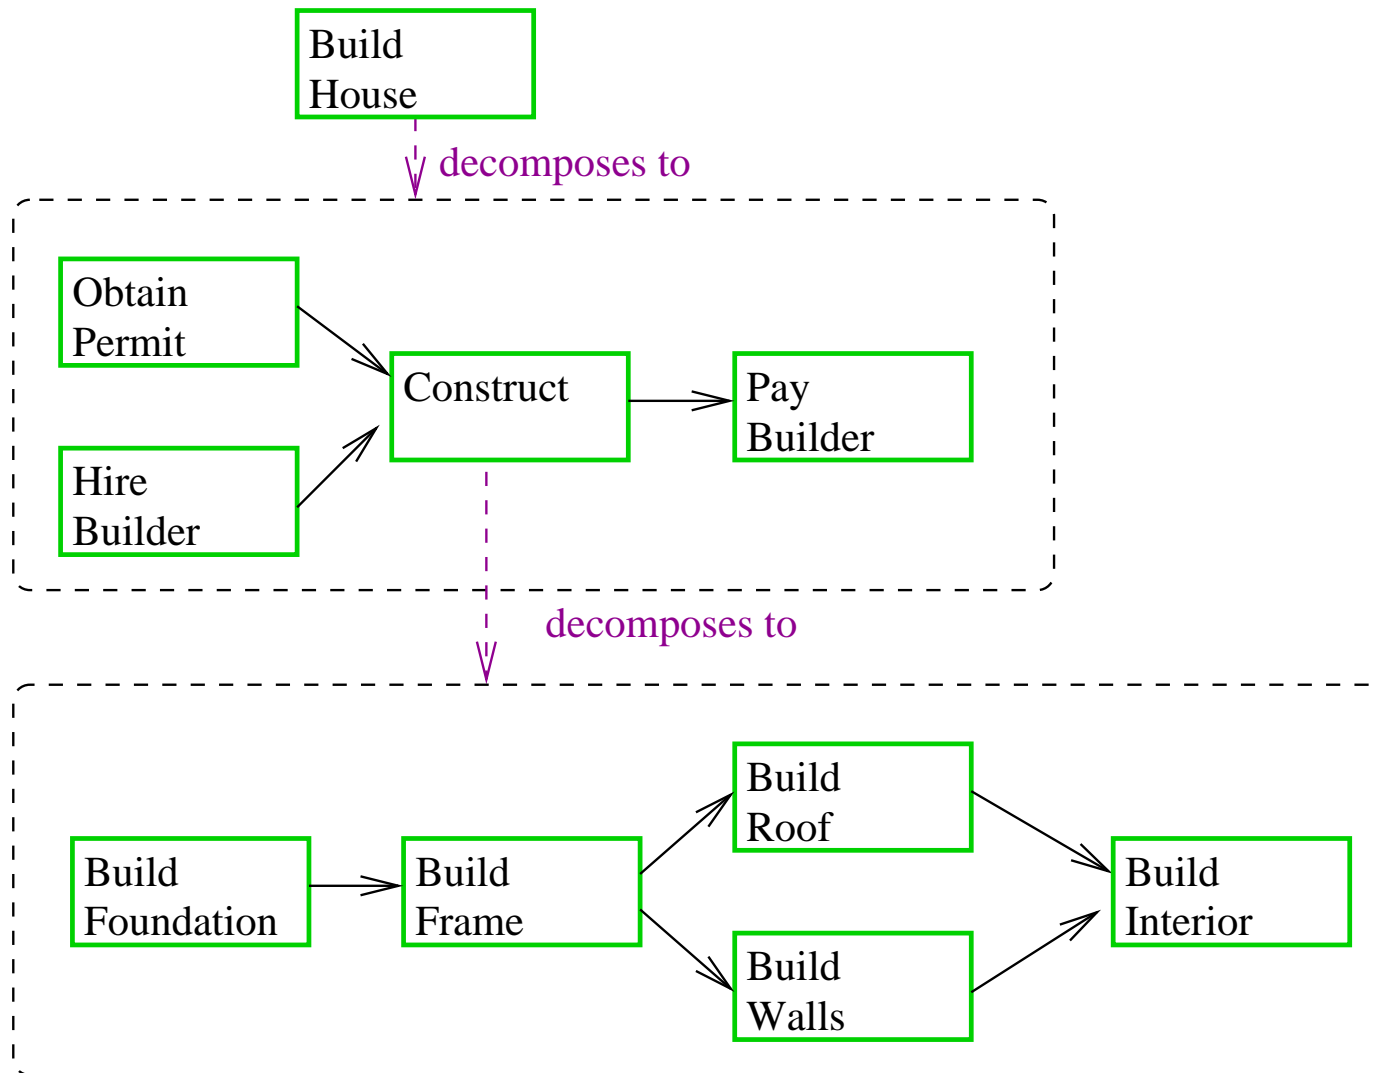 Build
House
decomposes to
Obtain
Permit
Construct
Pay
Builder
Hire
Builder
decomposes to
Build
Roof
Build
Foundation
Build
Frame
Build
Interior
Build
Walls